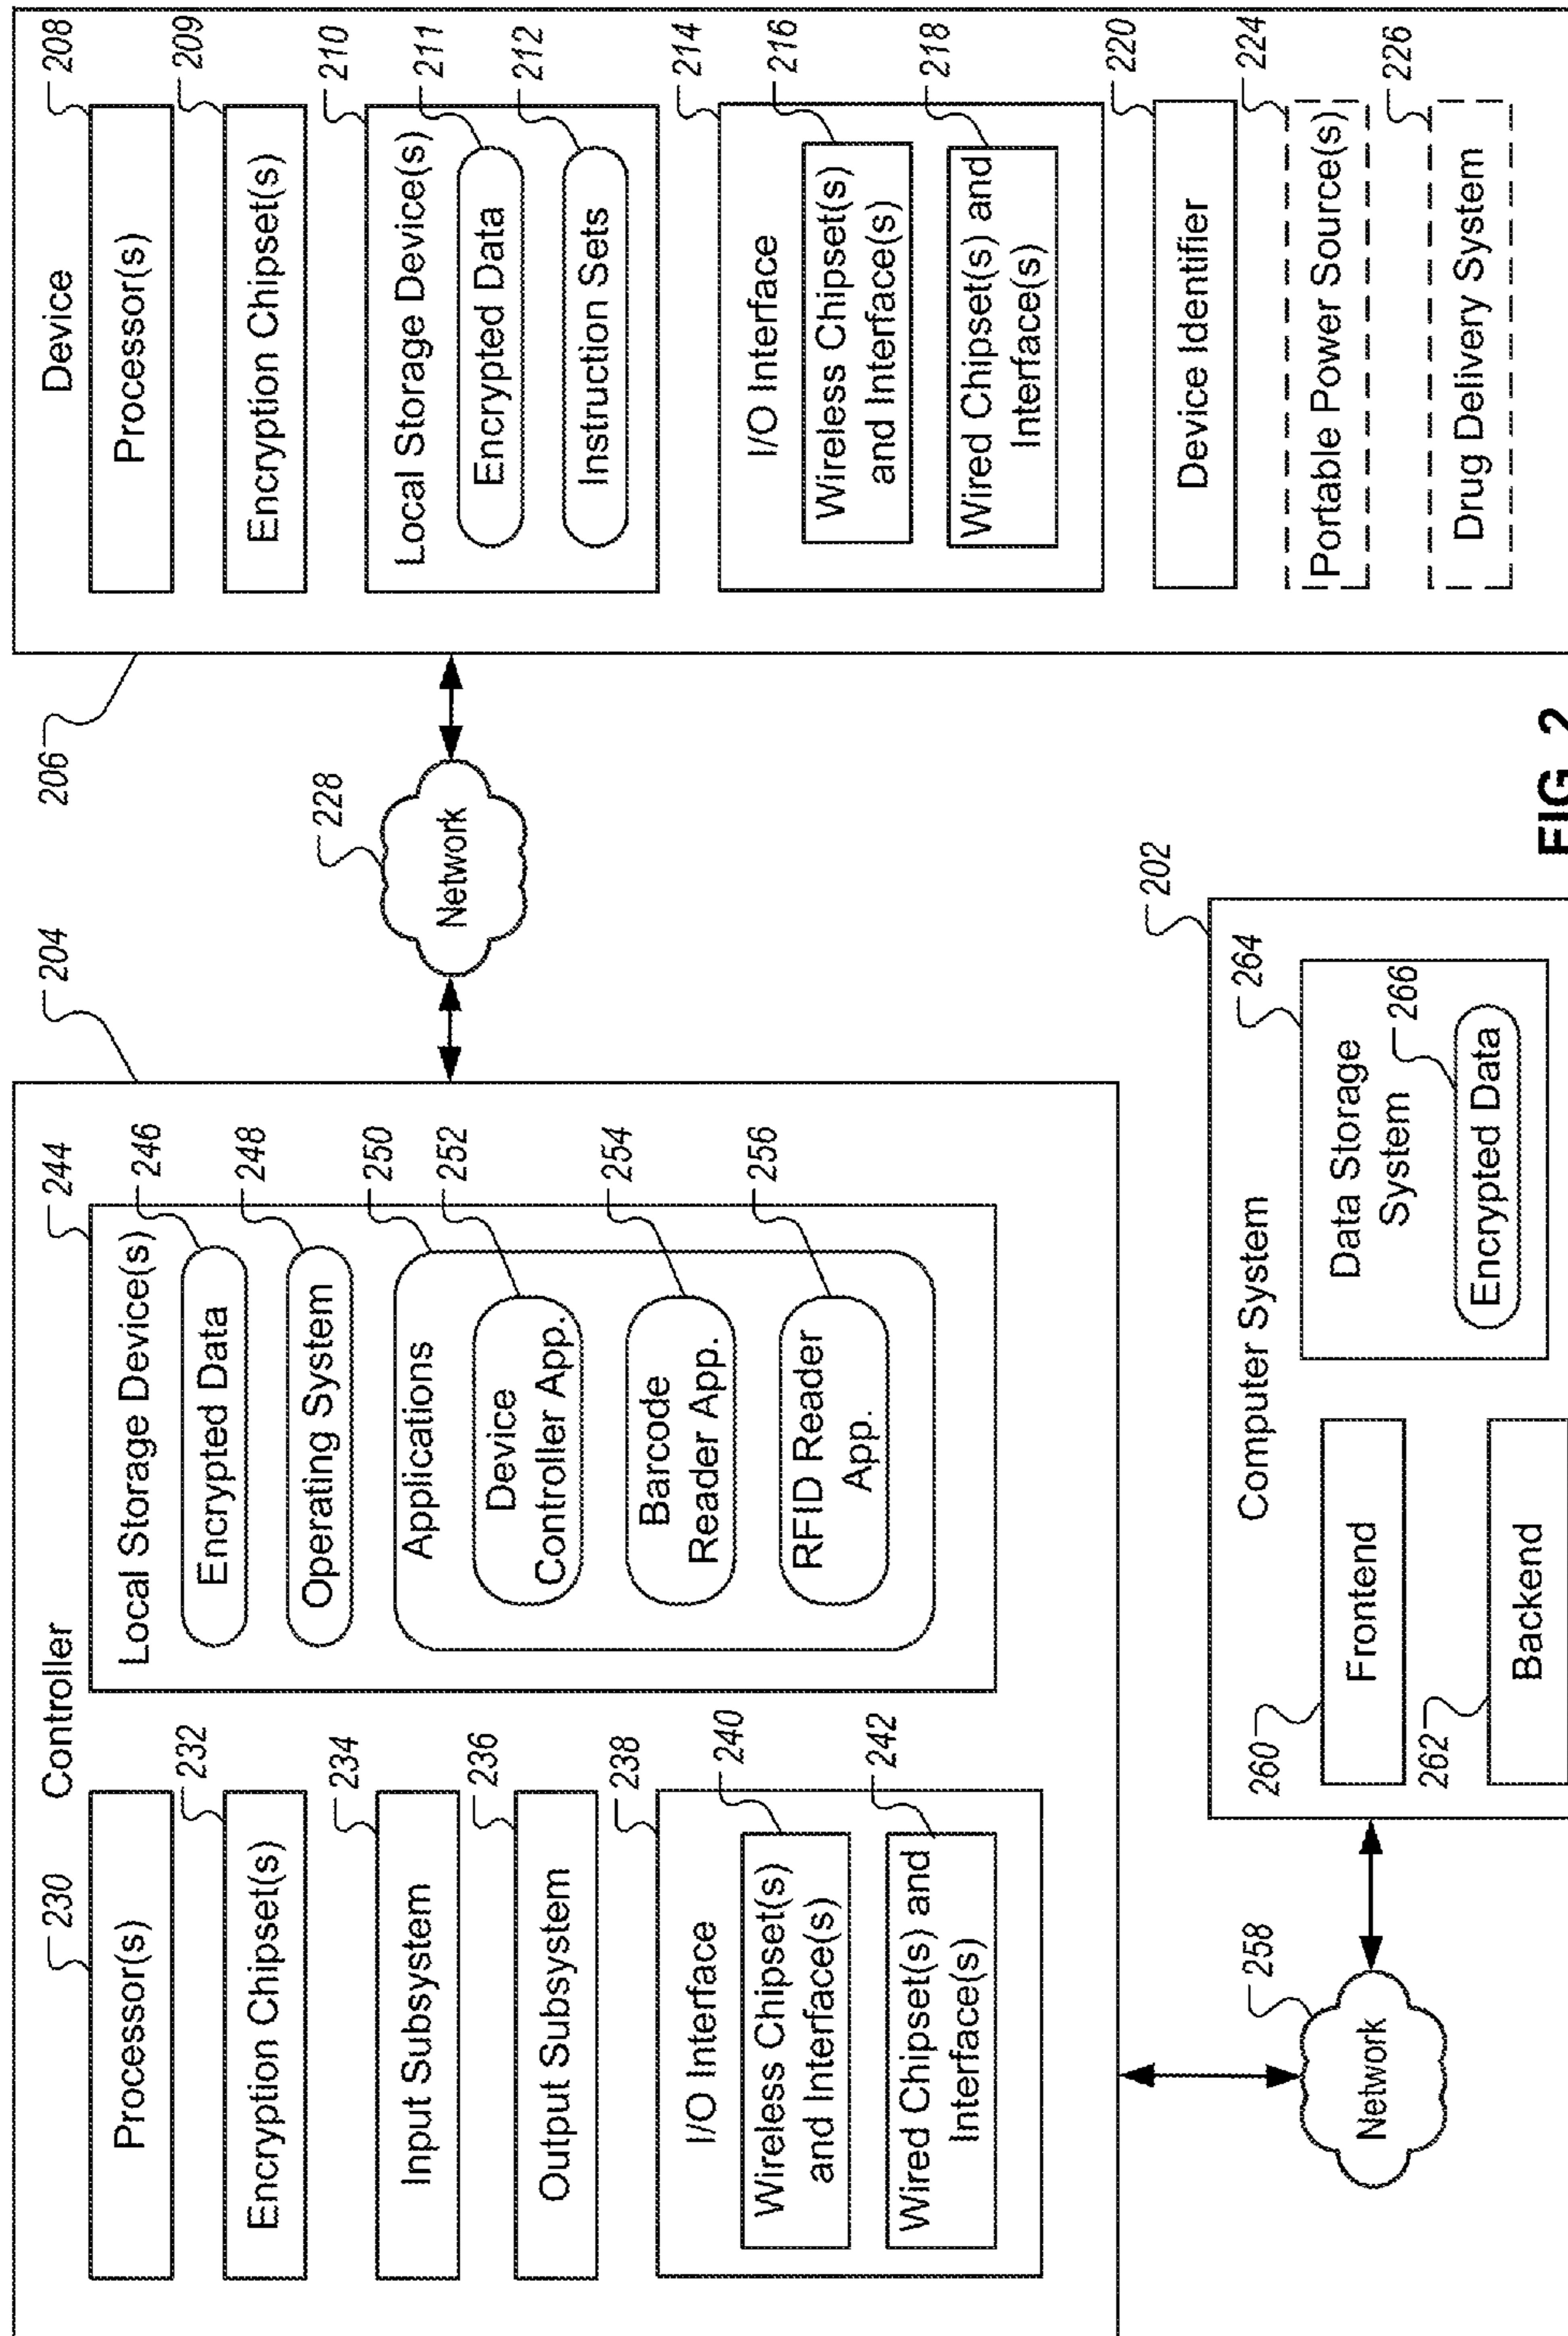 Controller
230
Processor(s)
232
Encryption Chipset(s)
234
Input Subsystem
236
Output Subsystem
238
I/O Interface
240
Wireless Chipset(s)
and Interface(s)
242
Wired Chipset(s) and
Interface(s)
244
Local Storage Device(s)
246
Encrypted Data
248
Operating System
250
Applications
252
Device
Controller App.
254
Barcode
Reader App.
256
RFID Reader
App.
204
228
Network
206
Device
208
Processor(s)
209
Encryption Chipset(s)
210
Local Storage Device(s)
211
Encrypted Data
212
Instruction Sets
214
I/O Interface
216
Wireless Chipset(s)
and Interface(s)
218
Wired Chipset(s) and
Interface(s)
220
Device Identifier
224
Portable Power Source(s)
226
Drug Delivery System
258
Network
202
Computer System
260
Frontend
262
Backend
264
Data Storage
System
266
Encrypted Data
FIG. 2